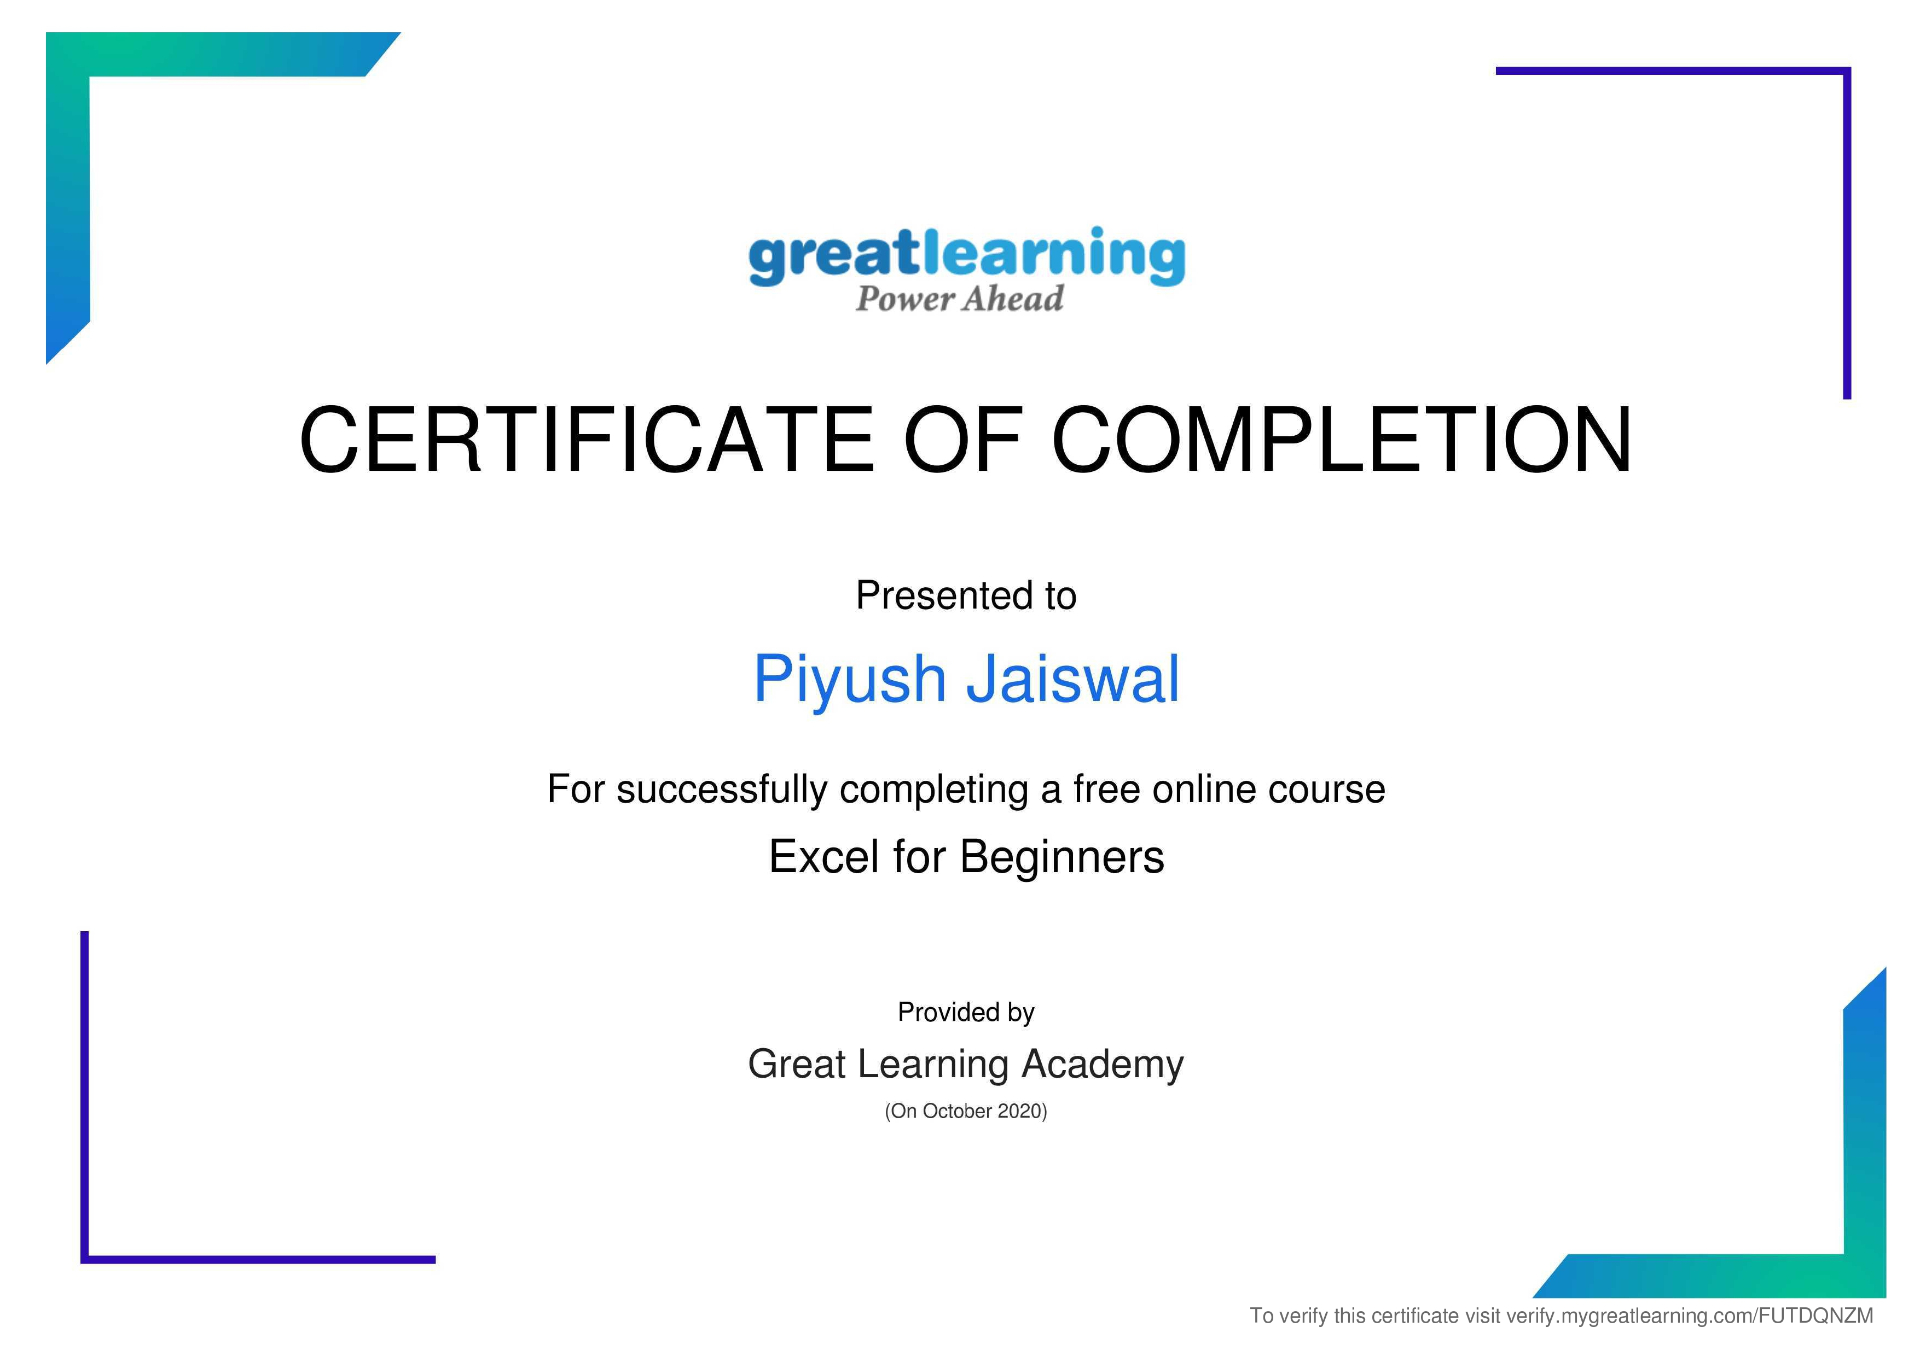 greatlearning
Power Ahead
CERTIFICATE OF COMPLETION
Presented to
Piyush Jaiswal
For successfully completing a free online course
Excel for Beginners
Provided by
Great Learning Academy
(On October 2020)
To verify this certificate visit verify.mygreatlearning.com/FUTDQNZM